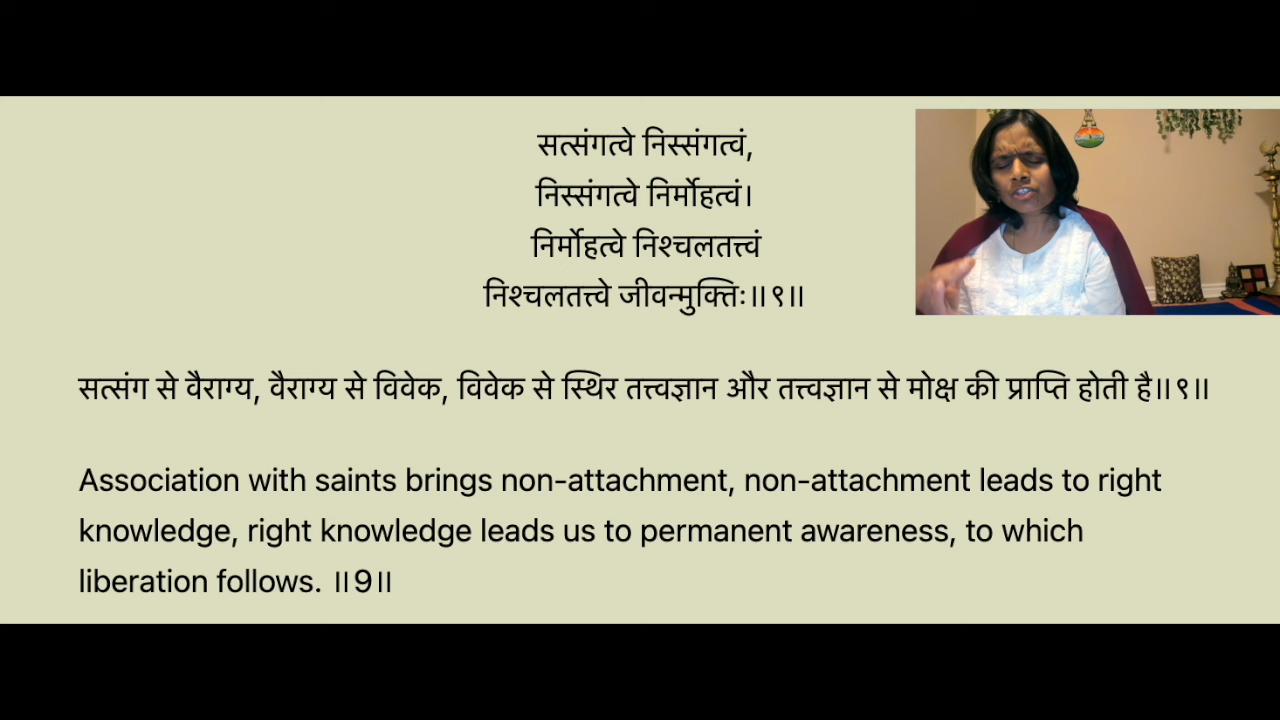 सत्संगत्वे निस्संगत्वं,
निस्संगत्वे निर्मोहत्वं।
निर्मोहत्वे निश्चलतत्त्वं
निश्चलतत्त्वे जीवन्मुक्तिः॥९॥
सत्संग से वैराग्य, वैराग्य से विवेक, विवेक से स्थिर तत्त्वज्ञान और तत्त्वज्ञान से मोक्ष की प्राप्ति होती है॥९॥
Association with saints brings non-attachment, non-attachment leads to right
knowledge, right knowledge leads us to permanent awareness, to which
liberation follows. ॥9॥